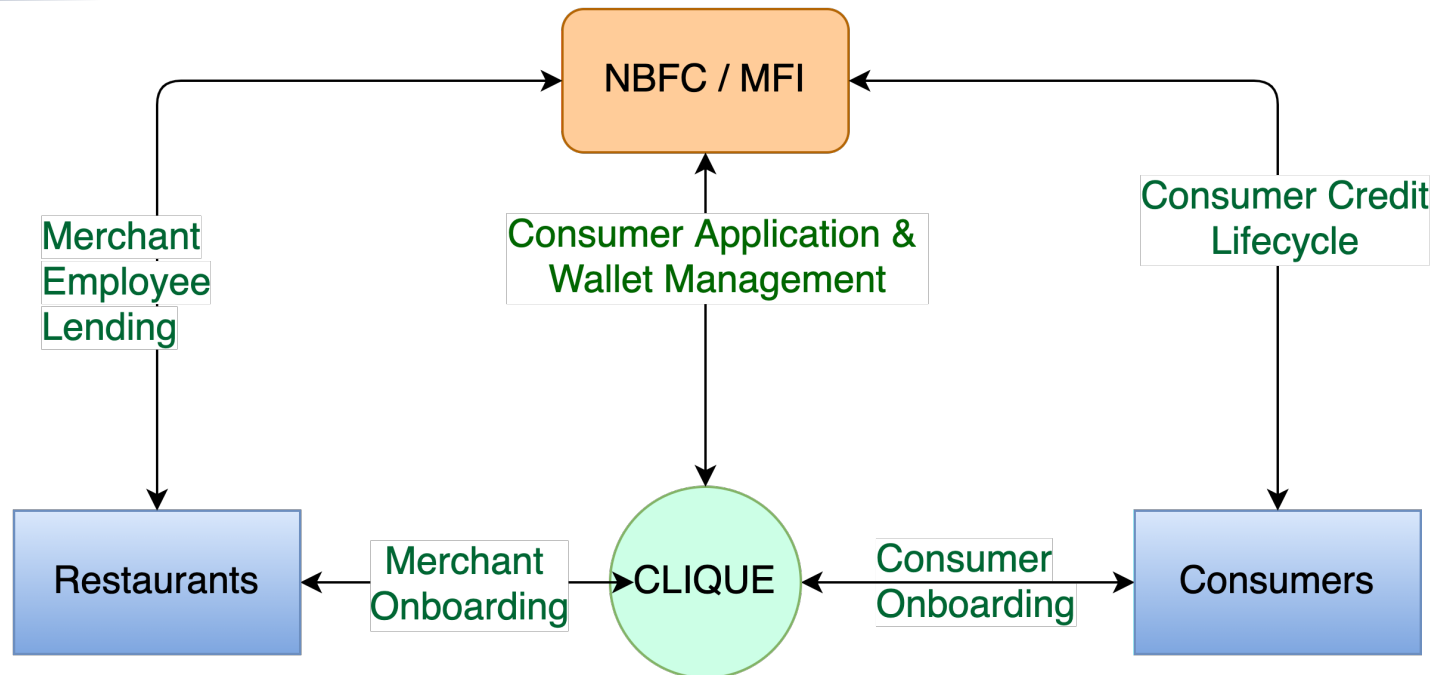 NBFC / MFI
Merchant
Employee
Lending
Consumer Application &
Wallet Management
Consumer Credit
Lifecycle
Restaurants
Merchant
Onboarding
CLIQUE
Consumer
Onboarding
Consumers